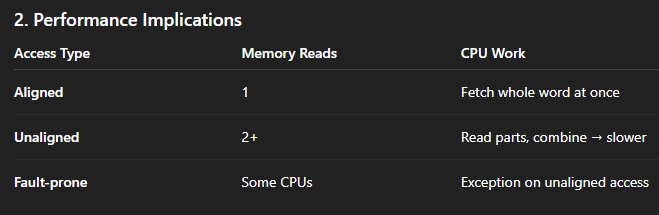 2. Performance Implications
Access Type Memory Reads CPU Work
Aligned 1 Fetch whole word at once
Unaligned 2+ Read parts, combine → slower
Fault-prone Some CPUs Exception on unaligned access